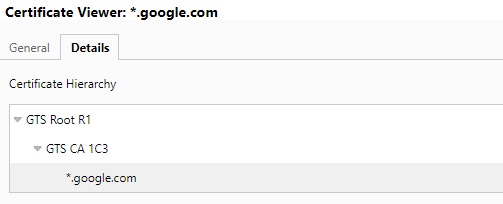 Certificate Viewer: *.google.com
General Details
Certificate Hierarchy
GTS Root R1
GTS CA 1C3
*.google.com